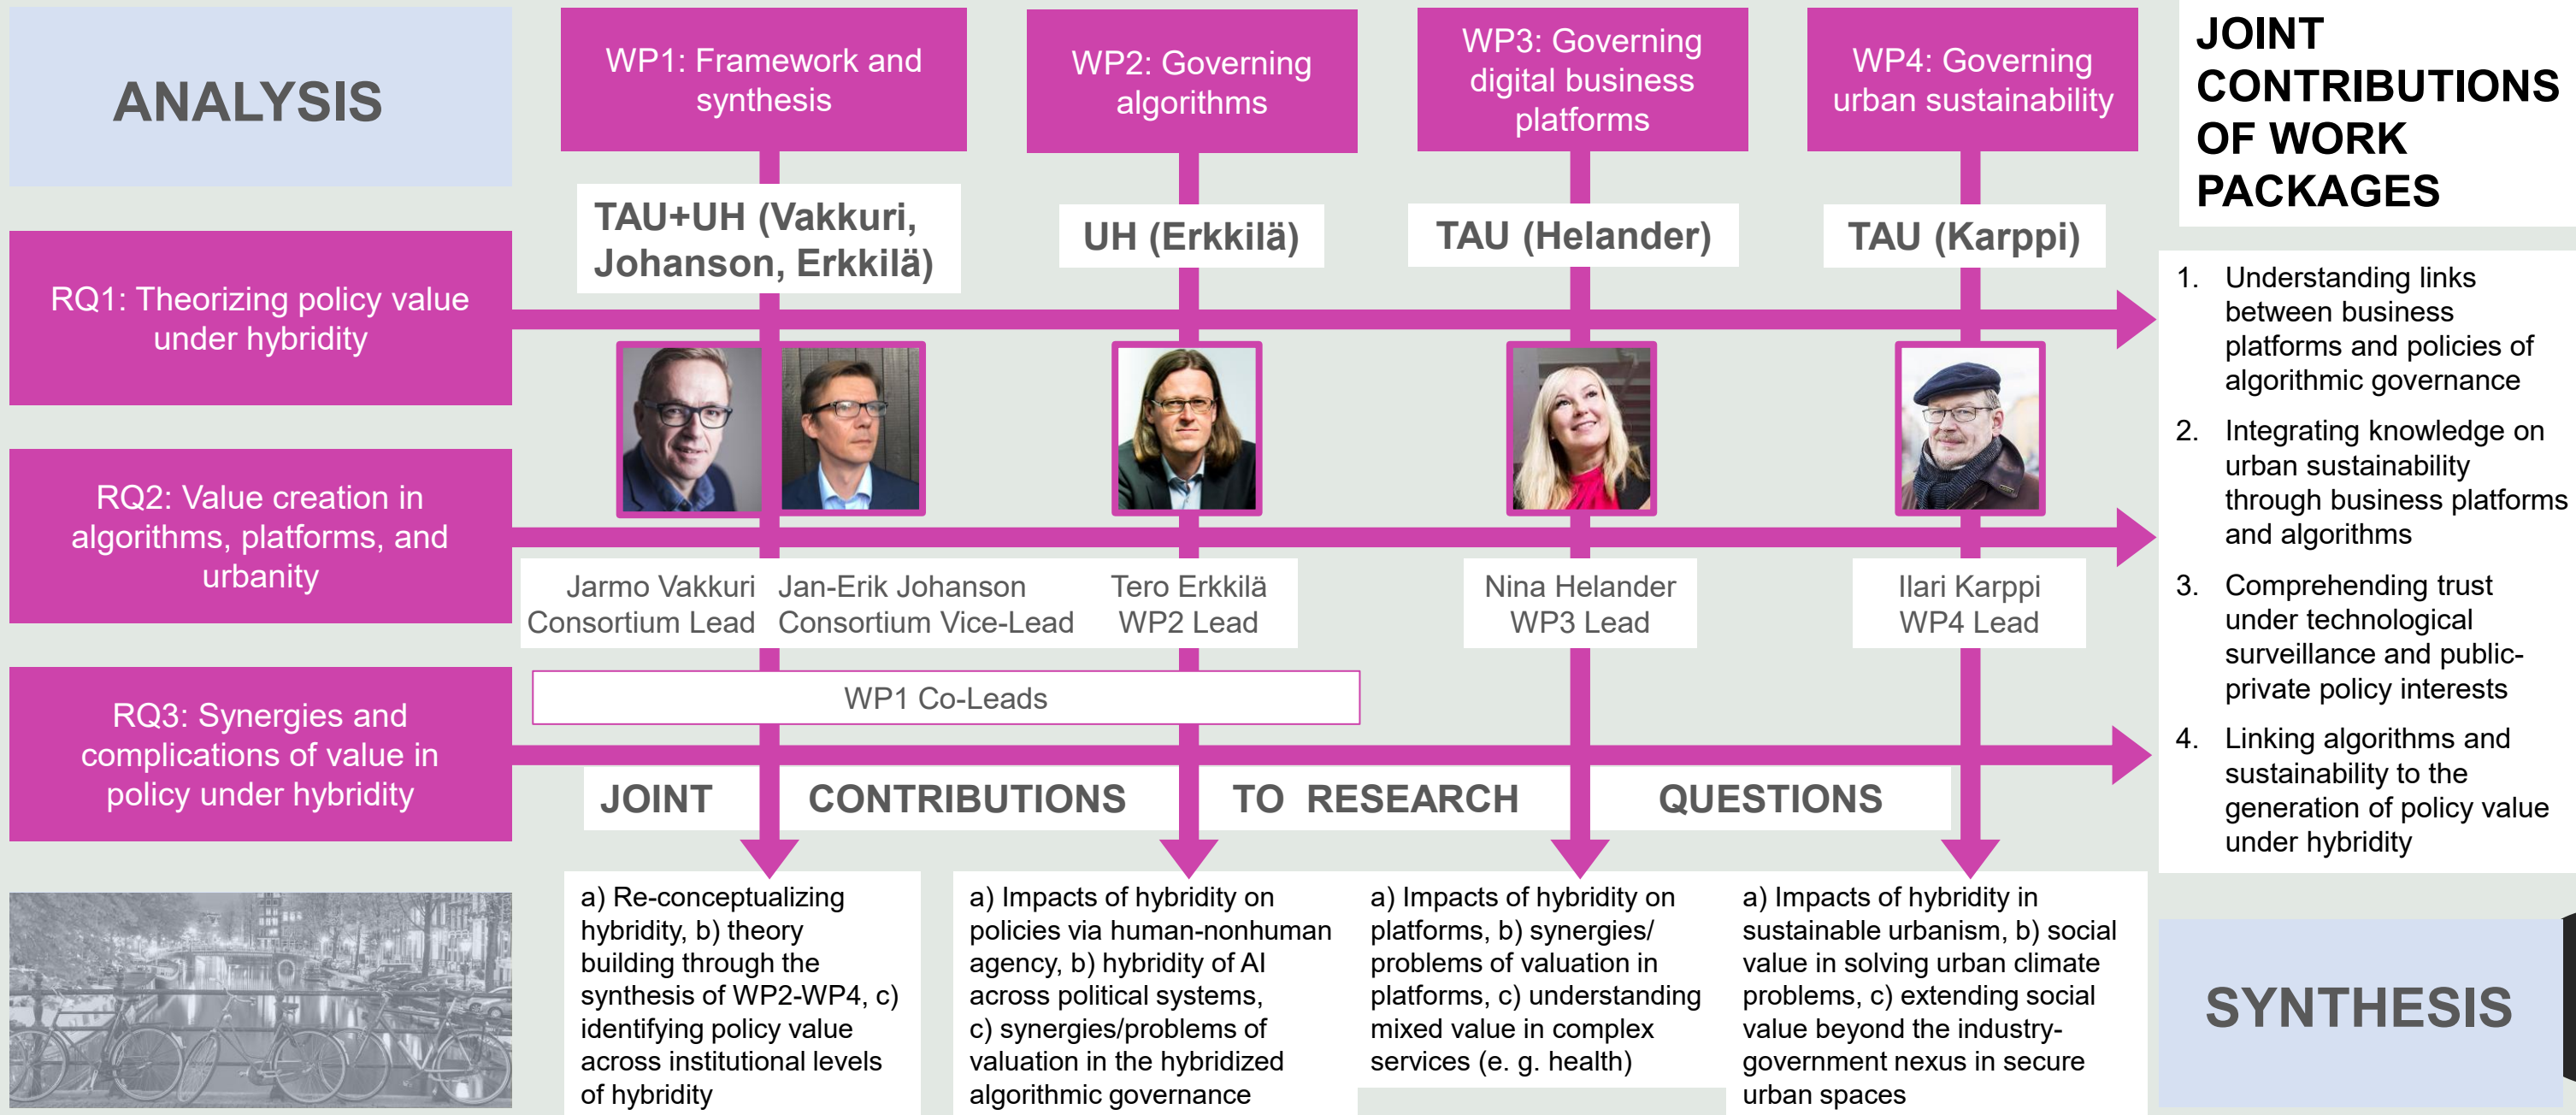 ANALYSIS
WP1: Framework and
synthesis
WP2: Governing
algorithms
WP3: Governing
digital business
platforms
WP4: Governing
urban sustainability
JOINT
CONTRIBUTIONS
OF WORK
PACKAGES
TAU+UH (Vakkuri,
Johanson, Erkkilä)
UH (Erkkilä)
TAU (Helander)
TAU (Karppi)
RQ1: Theorizing policy value
under hybridity
RQ2: Value creation in
algorithms, platforms, and
urbanity
RQ3: Synergies and
complications of value in
policy under hybridity
Jarmo Vakkuri
Consortium Lead
Jan-Erik Johanson
Consortium Vice-Lead
Tero Erkkilä
WP2 Lead
Nina Helander
WP3 Lead
Ilari Karppi
WP4 Lead
WP1 Co-Leads
JOINT CONTRIBUTIONS TO RESEARCH QUESTIONS
a) Re-conceptualizing
hybridity, b) theory
building through the
synthesis of WP2-WP4, c)
identifying policy value
across institutional levels
of hybridity
a) Impacts of hybridity on
policies via human-nonhuman
agency, b) hybridity of AI
across political systems,
c) synergies/problems of
valuation in the hybridized
algorithmic governance
a) Impacts of hybridity on
platforms, b) synergies/
problems of valuation in
platforms, c) understanding
mixed value in complex
services (e. g. health)
a) Impacts of hybridity in
sustainable urbanism, b) social
value in solving urban climate
problems, c) extending social
value beyond the industry-
government nexus in secure
urban spaces
1. Understanding links
between business
platforms and policies of
algorithmic governance
2. Integrating knowledge on
urban sustainability
through business platforms
and algorithms
3. Comprehending trust
under technological
surveillance and public-
private policy interests
4. Linking algorithms and
sustainability to the
generation of policy value
under hybridity
SYNTHESIS